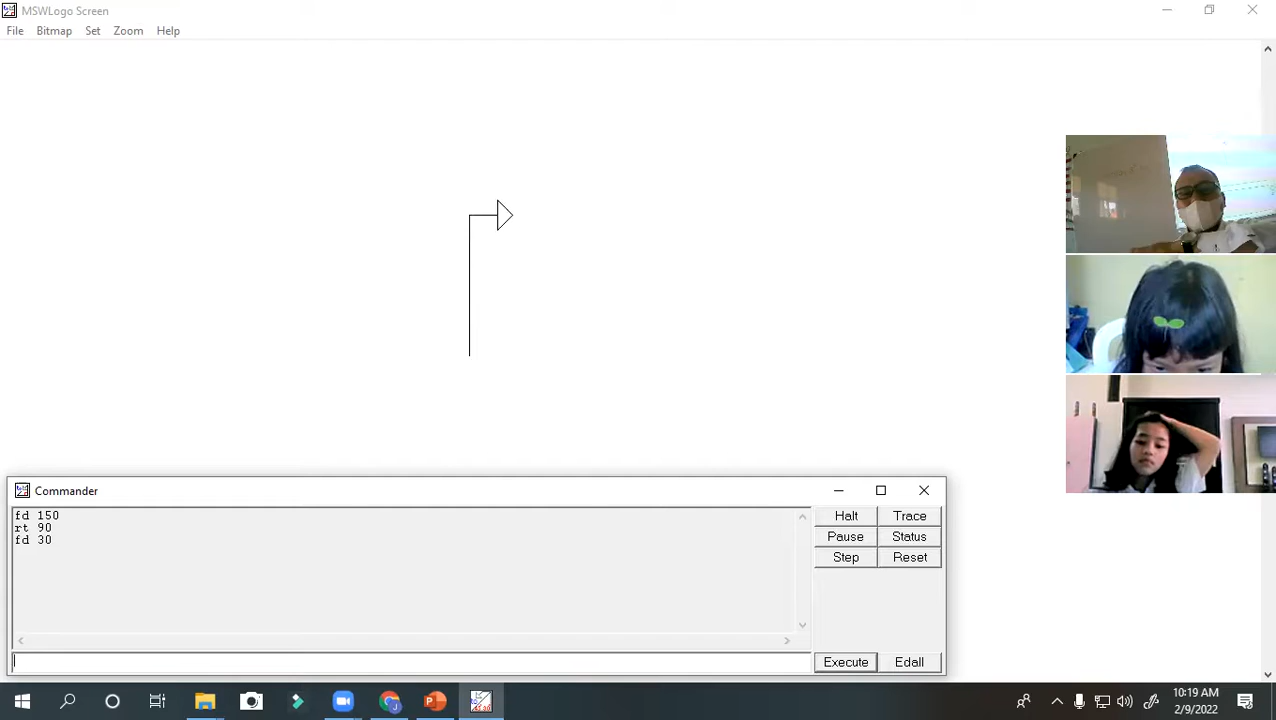 MSWLogo Screen
File Bitmap Set Zoom Help
Commander
fd 150
rt 90
fd 30
Halt Trace
Pause Status
Step Reset
Execute Edall
10:19 AM
2/9/2022